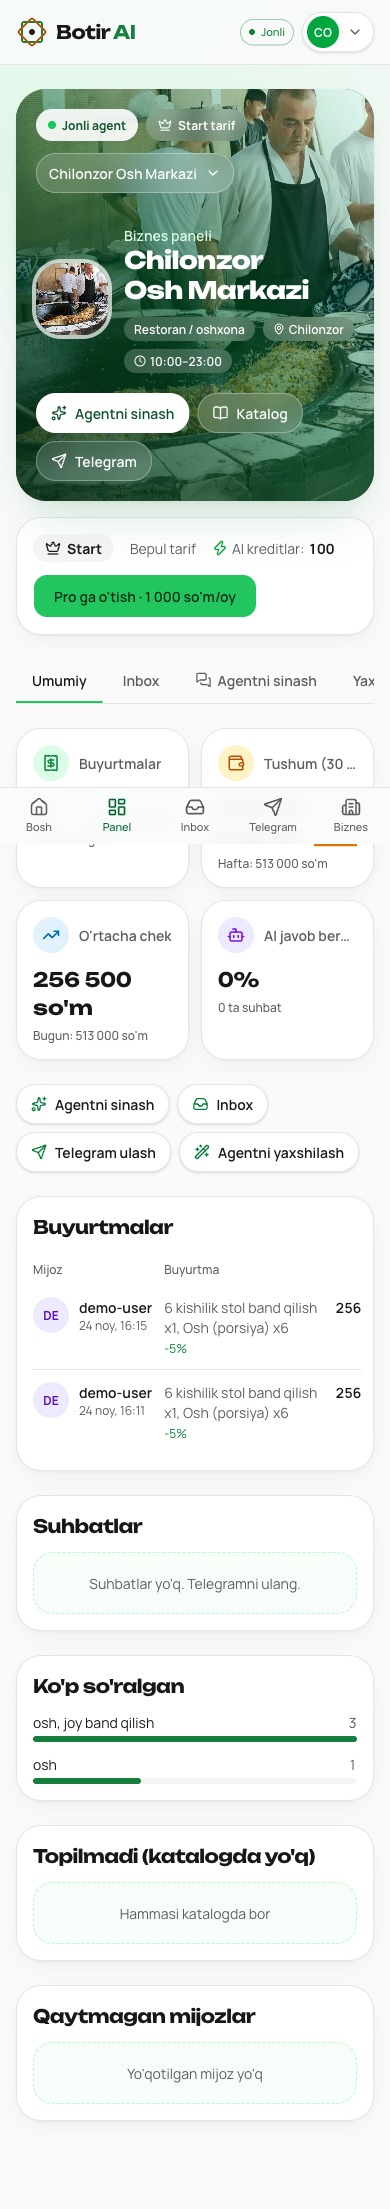 Botir AI
Jonli
CO
Jonli agent
Start tarif
Chilonzor Osh Markazi
Biznes paneli
Chilonzor
Osh Markazi
Restoran / oshxona
Chilonzor
10:00–23:00
Agentni sinash
Katalog
Telegram
Start
Bepul tarif
AI kreditlar: 100
Pro ga o'tish · 1 000 so'm/oy
Umumiy
Inbox
Agentni sinash
Yax
Buyurtmalar
Tushum (30 ...
Bosh
Panel
Inbox
Telegram
Biznes
Hafta: 513 000 so'm
O'rtacha chek
256 500
so'm
Bugun: 513 000 so'm
AI javob ber...
0%
0 ta suhbat
Agentni sinash
Inbox
Telegram ulash
Agentni yaxshilash
Buyurtmalar
Mijoz
Buyurtma
DE
demo-user
24 noy, 16:15
6 kishilik stol band qilish
x1, Osh (porsiya) x6
-5%
256
DE
demo-user
24 noy, 16:11
6 kishilik stol band qilish
x1, Osh (porsiya) x6
-5%
256
Suhbatlar
Suhbatlar yo'q. Telegramni ulang.
Ko'p so'ralgan
osh, joy band qilish
3
osh
1
Topilmadi (katalogda yo'q)
Hammasi katalogda bor
Qaytmagan mijozlar
Yo'qotilgan mijoz yo'q